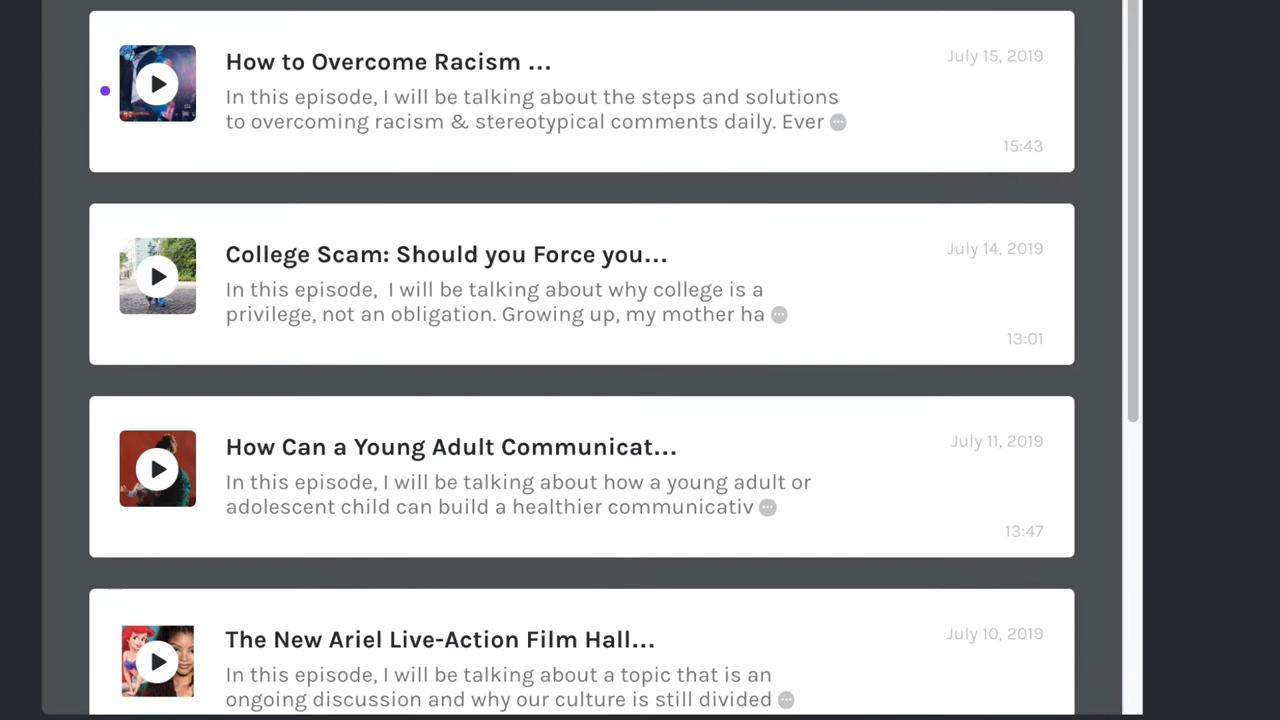 How to Overcome Racism ...
July 15, 2019
In this episode, I will be talking about the steps and solutions
to overcoming racism & stereotypical comments daily. Ever
15:43
College Scam: Should you Force you...
July 14, 2019
In this episode,  I will be talking about why college is a
privilege, not an obligation. Growing up, my mother ha
13:01
How Can a Young Adult Communicat...
July 11, 2019
In this episode, I will be talking about how a young adult or
adolescent child can build a healthier communicativ
13:47
The New Ariel Live-Action Film Hall...
July 10, 2019
In this episode, I will be talking about a topic that is an
ongoing discussion and why our culture is still divided